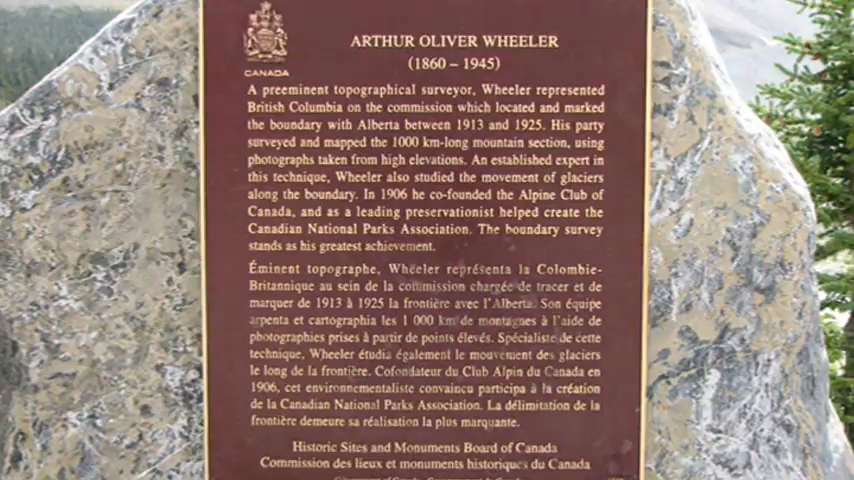 CANADA
ARTHUR OLIVER WHEELER
(1860 – 1945)
A preeminent topographical surveyor, Wheeler represented
British Columbia on the commission which located and marked
the boundary with Alberta between 1913 and 1925. His party
surveyed and mapped the 1000 km-long mountain section, using
photographs taken from high elevations. An established expert in
this technique, Wheeler also studied the movement of glaciers
along the boundary. In 1906 he co-founded the Alpine Club of
Canada, and as a leading preservationist helped create the
Canadian National Parks Association. The boundary survey
stands as his greatest achievement.
Éminent topographe, Wheeler représenta la Colombie-
Britannique au sein de la commission chargée de tracer et de
marquer de 1913 à 1925 la frontière avec l'Alberta. Son équipe
arpenta et cartographia les 1 000 km de montagnes à l'aide de
photographies prises à partir de points élevés. Spécialiste de cette
technique, Wheeler étudia également le mouvement des glaciers
le long de la frontière. Cofondateur du Club Alpin du Canada en
1906, cet environnementaliste convaincu participa à la création
de la Canadian National Parks Association. La délimitation de la
frontière demeure sa réalisation la plus marquante.
Historic Sites and Monuments Board of Canada
Commission des lieux et monuments historiques du Canada